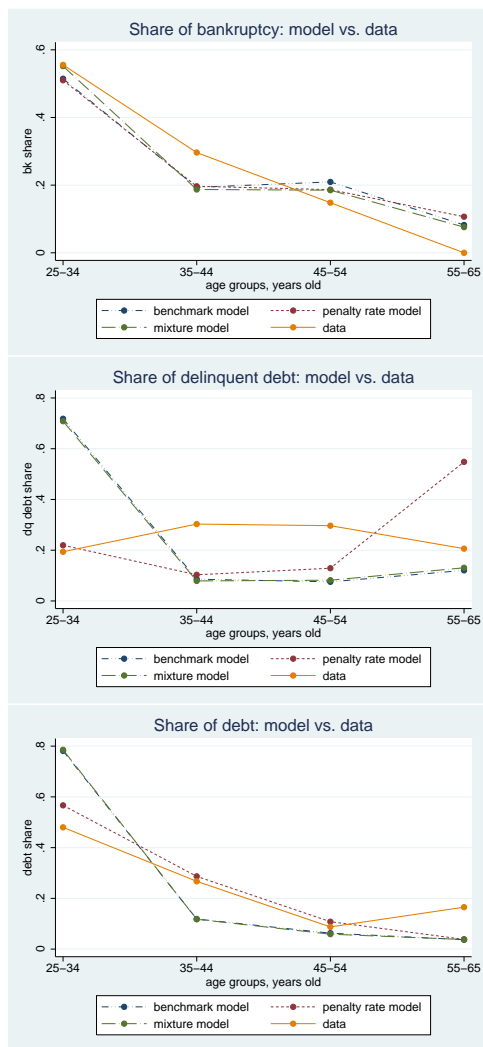 Share of bankruptcy: model vs. data
bk share
.6
.4
.2
0
25–34 35–44 45–54 55–65
age groups, years old
benchmark model penalty rate model
mixture model data
Share of delinquent debt: model vs. data
dq debt share
.8
.6
.4
.2
0
25–34 35–44 45–54 55–65
age groups, years old
benchmark model penalty rate model
mixture model data
Share of debt: model vs. data
debt share
.8
.6
.4
.2
0
25–34 35–44 45–54 55–65
age groups, years old
benchmark model penalty rate model
mixture model data